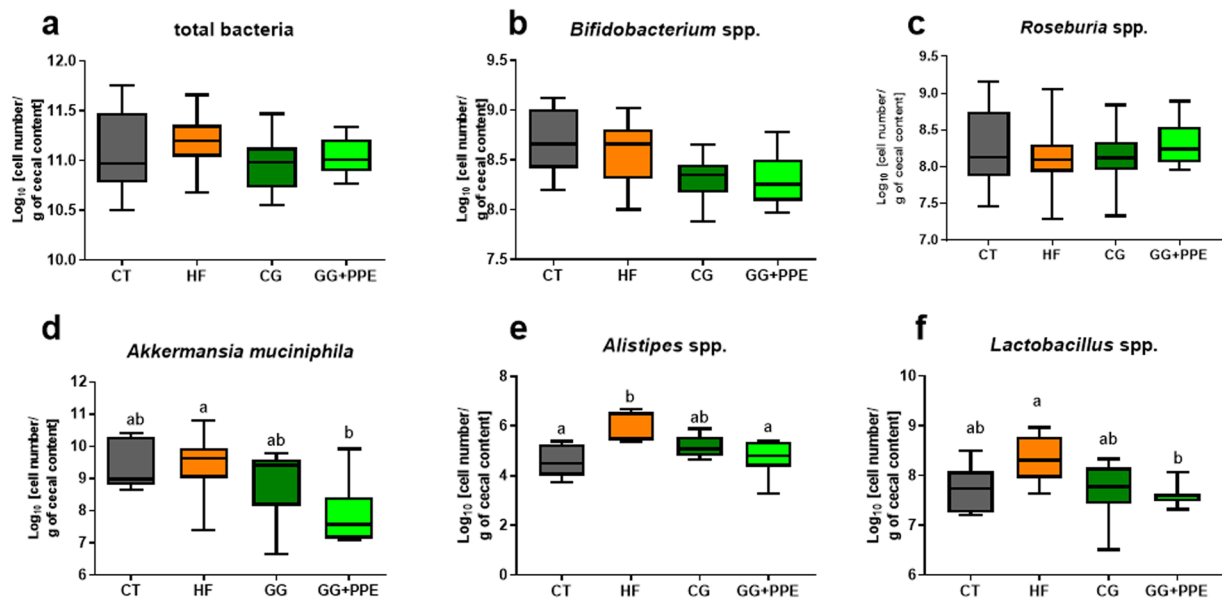 a
total bacteria
Log10 [cell number/
g of cecal content]
12.0
11.5
11.0
10.5
10.0
CT HF CG GG+PPE
b
Bifidobacterium spp.
Log10 [cell number/
g of cecal content]
9.5
9.0
8.5
8.0
7.5
CT HF CG GG+PPE
c
Roseburia spp.
Log10 [cell number/
g of cecal content]
9.5
9.0
8.5
8.0
7.5
7.0
CT HF CG GG+PPE
d
Akkermansia muciniphila
Log10 [cell number/
g of cecal content]
12
11
10
9
8
7
6
ab a ab b
CT HF GG GG+PPE
e
Alistipes spp.
Log10 [cell number/
g of cecal content]
8
6
4
2
0
a b ab a
CT HF CG GG+PPE
f
Lactobacillus spp.
Log10 [cell number/
g of cecal content]
10
9
8
7
6
ab a ab b
CT HF CG GG+PPE